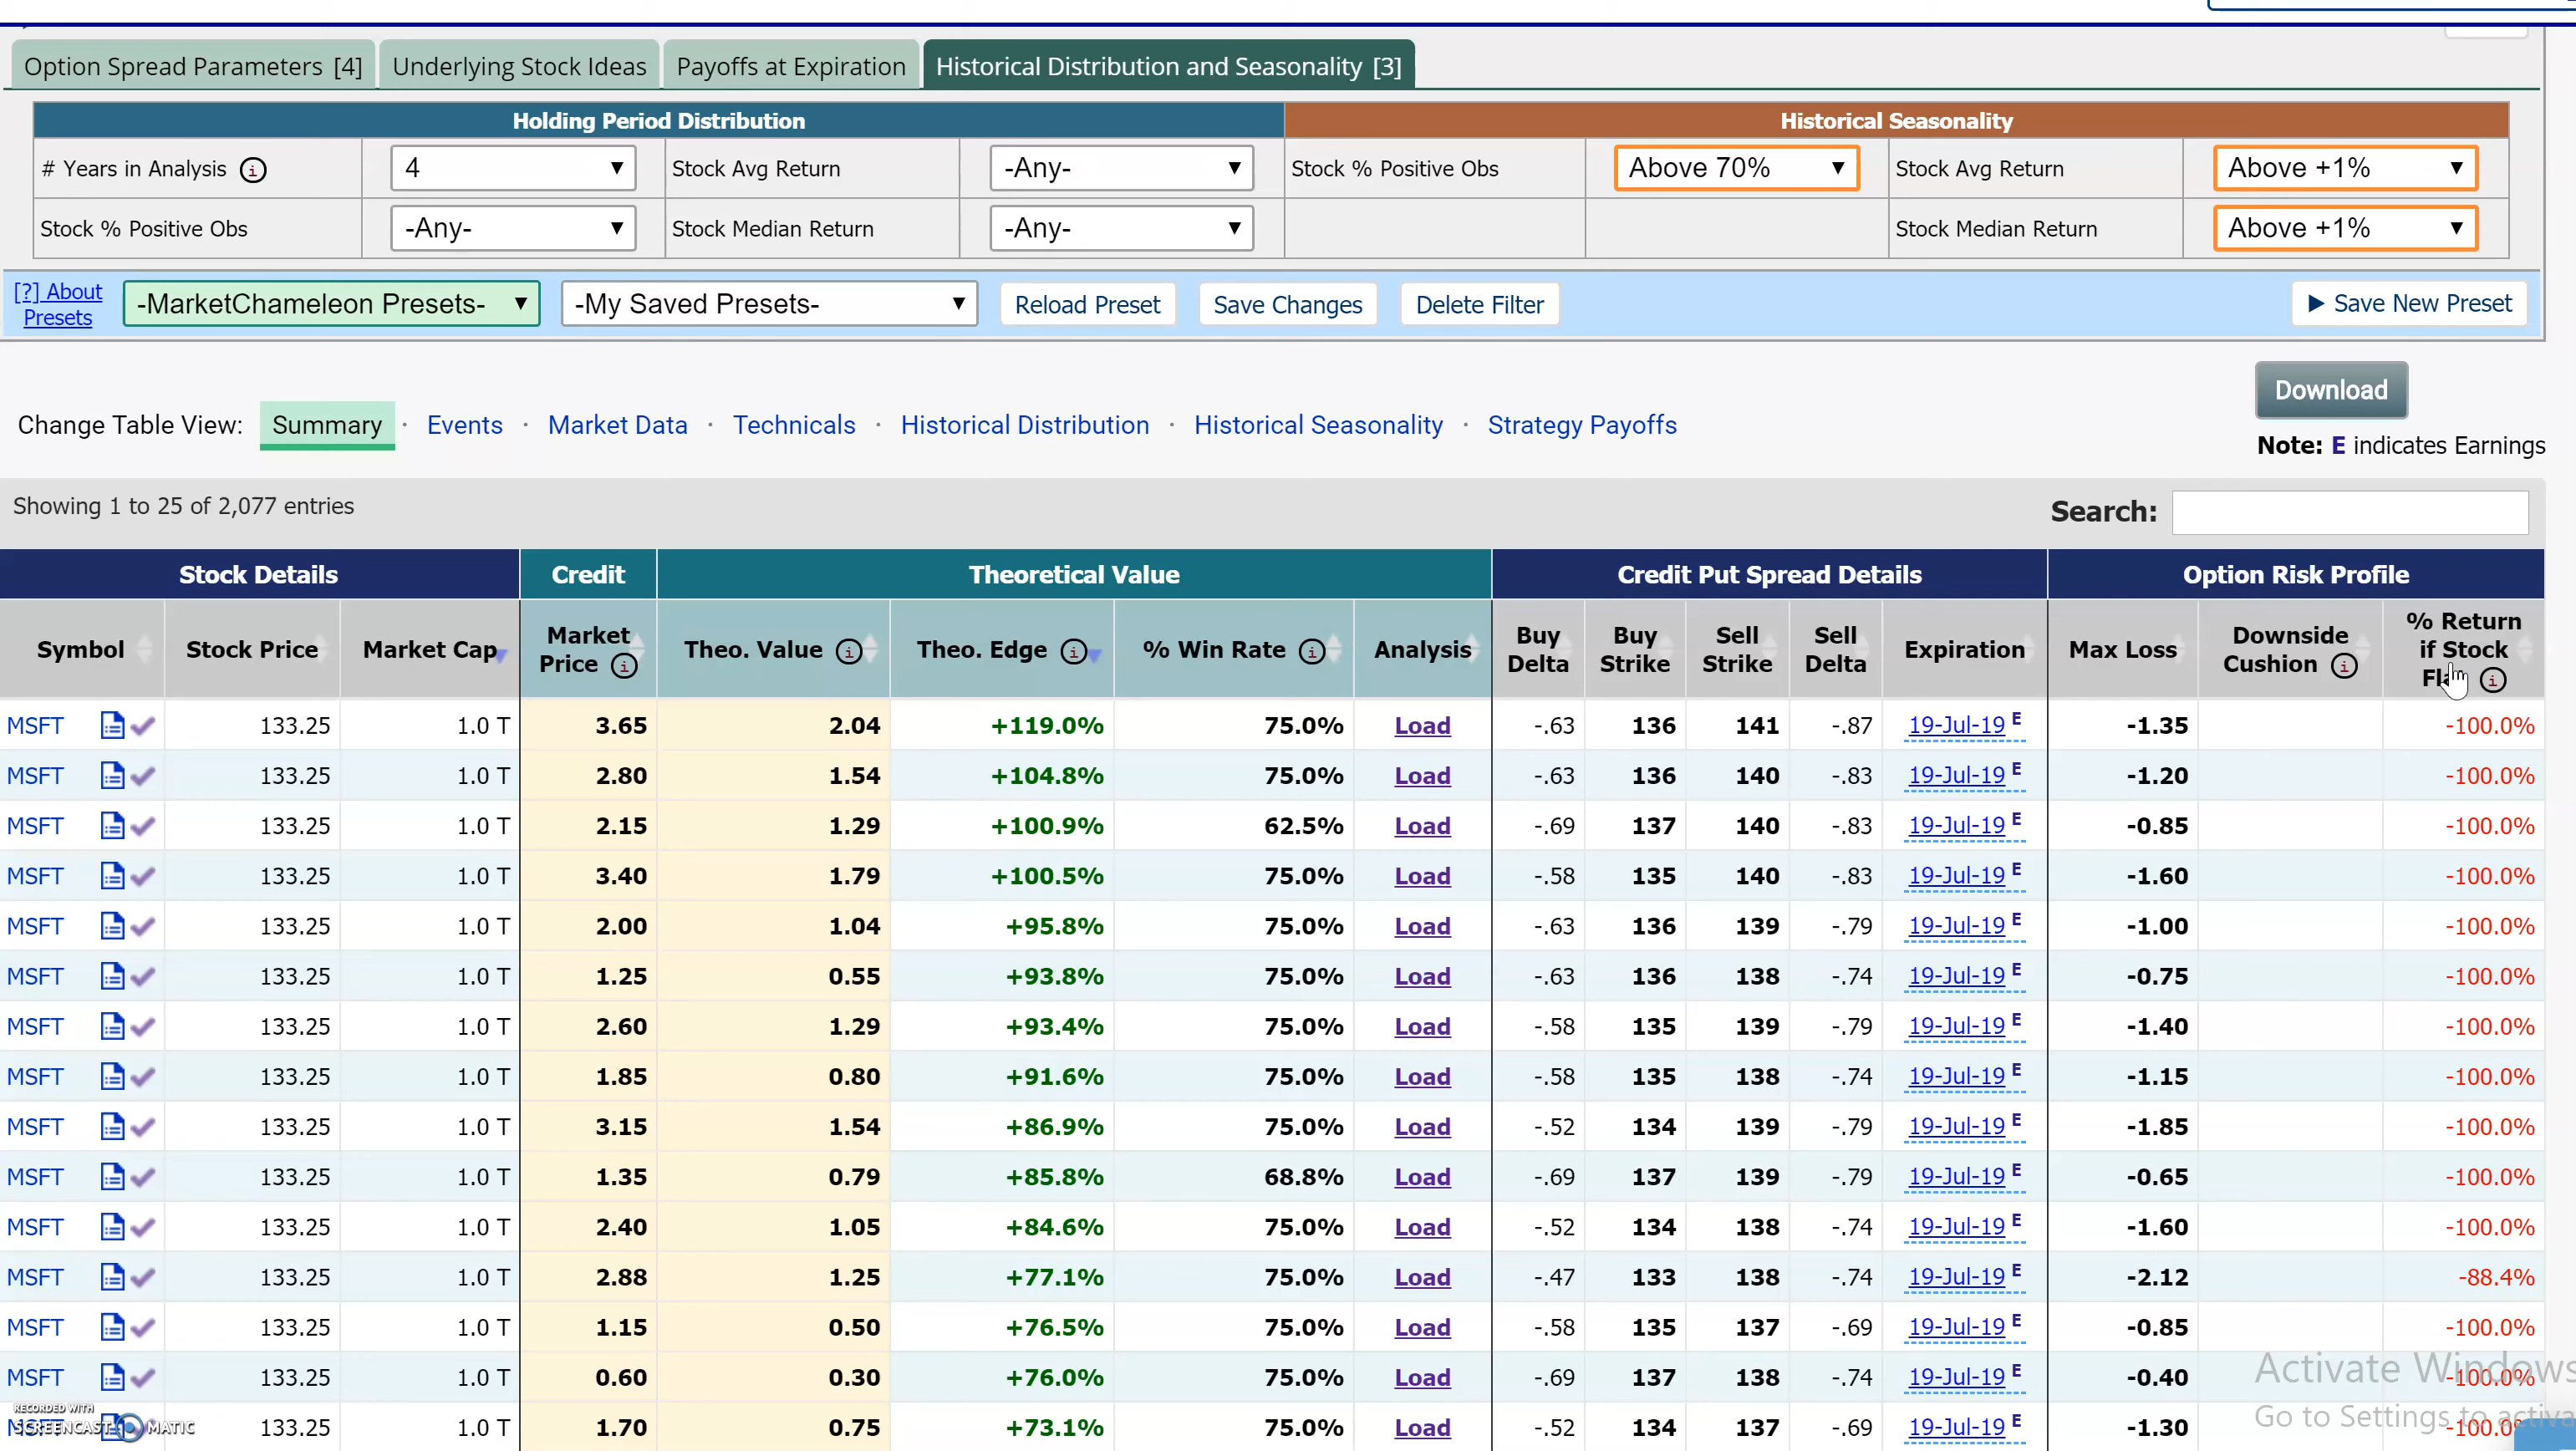 Option Spread Parameters [4] Underlying Stock Ideas Payoffs at Expiration Historical Distribution and Seasonality [3]
Holding Period Distribution Historical Seasonality
# Years in Analysis i 4 ▼ Stock Avg Return -Any- ▼ Stock % Positive Obs Above 70% ▼ Stock Avg Return Above +1% ▼
Stock % Positive Obs -Any- ▼ Stock Median Return -Any- ▼ Stock Median Return Above +1% ▼
[?] About Presets -MarketChameleon Presets- ▼ -My Saved Presets- ▼ Reload Preset Save Changes Delete Filter ▶ Save New Preset
Download
Change Table View: Summary · Events · Market Data · Technicals · Historical Distribution · Historical Seasonality · Strategy Payoffs
Note: E indicates Earnings
Showing 1 to 25 of 2,077 entries Search:
Stock Details Credit Theoretical Value Credit Put Spread Details Option Risk Profile
Symbol Stock Price Market Cap Market Price i Theo. Value i Theo. Edge i % Win Rate i Analysis Buy Delta Buy Strike Sell Strike Sell Delta Expiration Max Loss Downside Cushion i % Return if Stock i
MSFT 133.25 1.0 T 3.65 2.04 +119.0% 75.0% Load -.63 136 141 -.87 19-Jul-19 E -1.35 -100.0%
MSFT 133.25 1.0 T 2.80 1.54 +104.8% 75.0% Load -.63 136 140 -.83 19-Jul-19 E -1.20 -100.0%
MSFT 133.25 1.0 T 2.15 1.29 +100.9% 62.5% Load -.69 137 140 -.83 19-Jul-19 E -0.85 -100.0%
MSFT 133.25 1.0 T 3.40 1.79 +100.5% 75.0% Load -.58 135 140 -.83 19-Jul-19 E -1.60 -100.0%
MSFT 133.25 1.0 T 2.00 1.04 +95.8% 75.0% Load -.63 136 139 -.79 19-Jul-19 E -1.00 -100.0%
MSFT 133.25 1.0 T 1.25 0.55 +93.8% 75.0% Load -.63 136 138 -.74 19-Jul-19 E -0.75 -100.0%
MSFT 133.25 1.0 T 2.60 1.29 +93.4% 75.0% Load -.58 135 139 -.79 19-Jul-19 E -1.40 -100.0%
MSFT 133.25 1.0 T 1.85 0.80 +91.6% 75.0% Load -.58 135 138 -.74 19-Jul-19 E -1.15 -100.0%
MSFT 133.25 1.0 T 3.15 1.54 +86.9% 75.0% Load -.52 134 139 -.79 19-Jul-19 E -1.85 -100.0%
MSFT 133.25 1.0 T 1.35 0.79 +85.8% 68.8% Load -.69 137 139 -.79 19-Jul-19 E -0.65 -100.0%
MSFT 133.25 1.0 T 2.40 1.05 +84.6% 75.0% Load -.52 134 138 -.74 19-Jul-19 E -1.60 -100.0%
MSFT 133.25 1.0 T 2.88 1.25 +77.1% 75.0% Load -.47 133 138 -.74 19-Jul-19 E -2.12 -88.4%
MSFT 133.25 1.0 T 1.15 0.50 +76.5% 75.0% Load -.58 135 137 -.69 19-Jul-19 E -0.85 -100.0%
MSFT 133.25 1.0 T 0.60 0.30 +76.0% 75.0% Load -.69 137 138 -.74 19-Jul-19 E -0.40 -100.0%
MSFT 133.25 1.0 T 1.70 0.75 +73.1% 75.0% Load -.52 134 137 -.69 19-Jul-19 E -1.30
Activate Windows
Go to Settings to
RECORDED WITH
SCREENCAST-O-MATIC